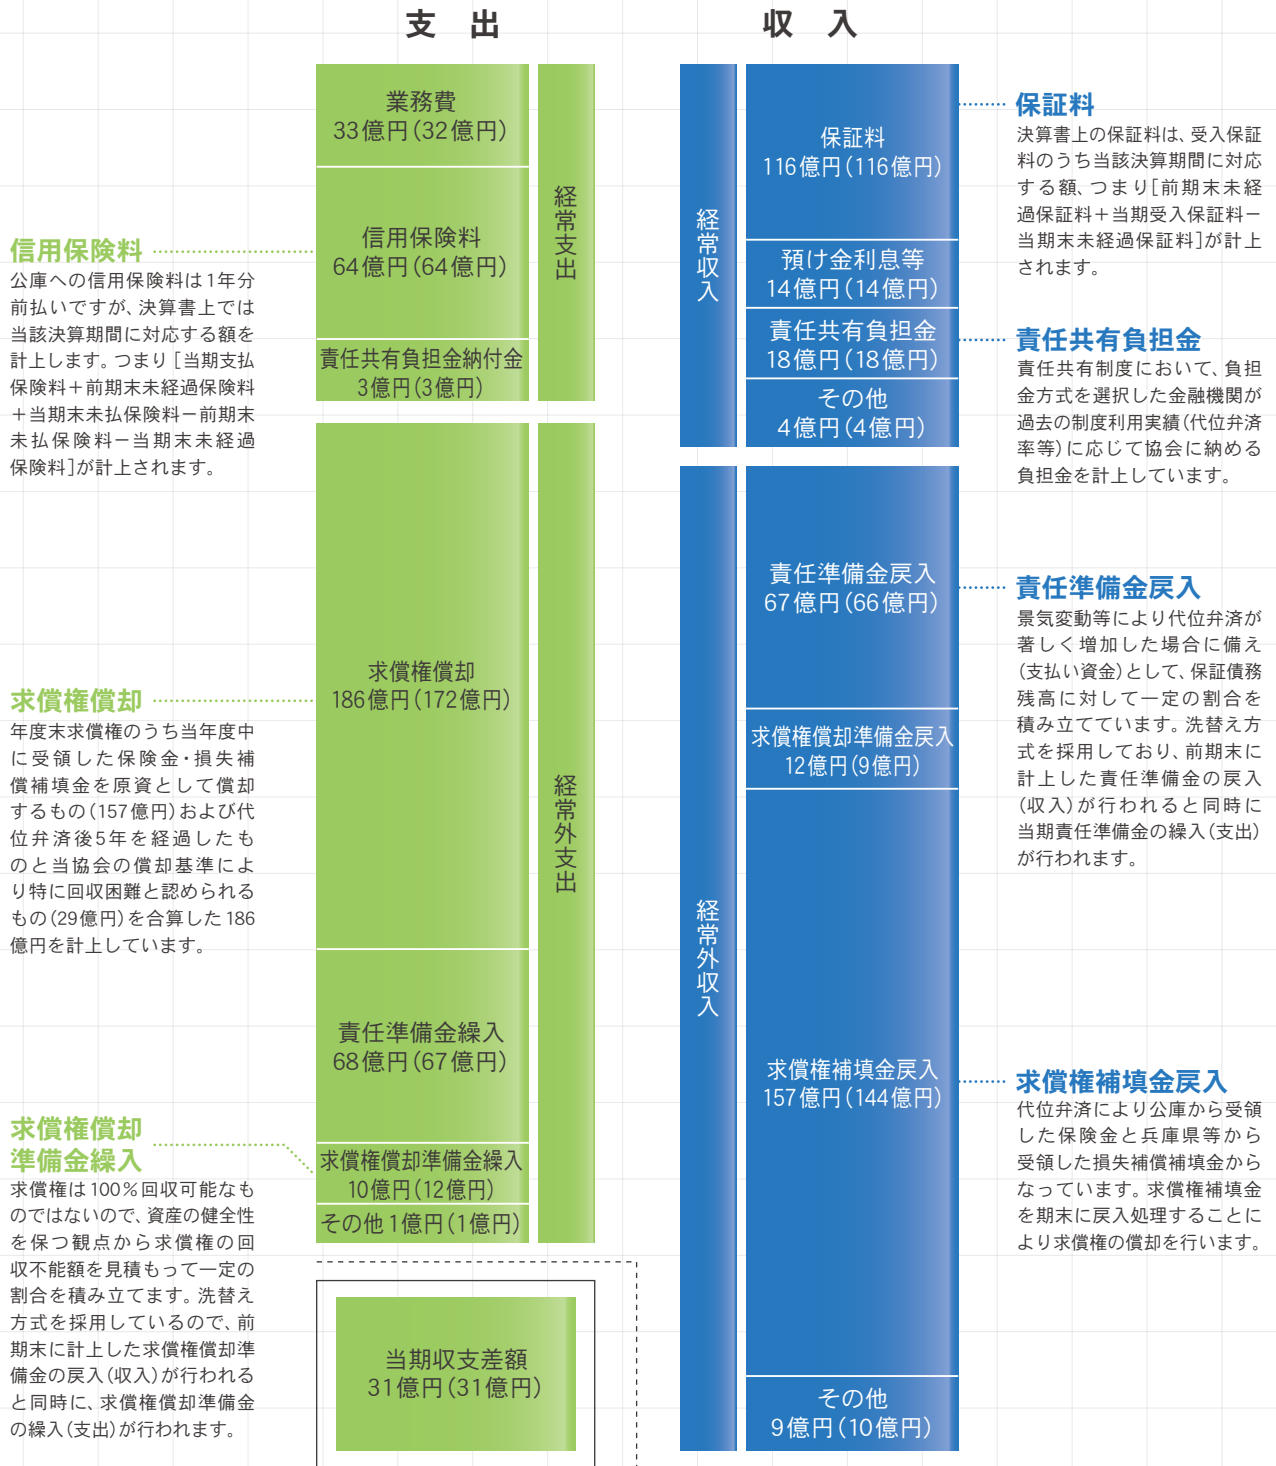 支出
収入
業務費
33億円(32億円)
信用保険料
64億円(64億円)
責任共有負担金納付金
3億円(3億円)
経常支出
信用保険料
公庫への信用保険料は1年分
前払いですが、決算書上では
当該決算期間に対応する額を
計上します。つまり[当期支払
保険料＋前期末未経過保険料
＋当期末未払保険料－前期末
未払保険料－当期末未経過
保険料]が計上されます。
求償権償却
186億円(172億円)
責任準備金繰入
68億円(67億円)
求償権償却準備金繰入
10億円(12億円)
その他 1億円(1億円)
経常外支出
求償権償却
年度末求償権のうち当年度中
に受領した保険金・損失補
償補填金を原資として償却
するもの(157億円)および代
位弁済後5年を経過したも
のと当協会の償却基準によ
り特に回収困難と認められる
もの(29億円)を合算した186
億円を計上しています。
求償権償却
準備金繰入
求償権は100％回収可能なも
のではないので、資産の健全性
を保つ観点から求償権の回
収不能額を見積もって一定の
割合を積み立てます。洗替え
方式を採用しているので、前
期末に計上した求償権償却準
備金の戻入(収入)が行われる
と同時に、求償権償却準備金
の繰入(支出)が行われます。
当期収支差額
31億円(31億円)
経常収入
保証料
116億円(116億円)
預け金利息等
14億円(14億円)
責任共有負担金
18億円(18億円)
その他
4億円(4億円)
保証料
決算書上の保証料は、受入保証
料のうち当該決算期間に対応
する額、つまり[前期末未経
過保証料＋当期受入保証料－
当期末未経過保証料]が計上
されます。
責任共有負担金
責任共有制度において、負担
金方式を選択した金融機関が
過去の制度利用実績(代位弁済
率等)に応じて協会に納める
負担金を計上しています。
経常外収入
責任準備金戻入
67億円(66億円)
求償権償却準備金戻入
12億円(9億円)
求償権補填金戻入
157億円(144億円)
その他
9億円(10億円)
責任準備金戻入
景気変動等により代位弁済が
著しく増加した場合に備え
(支払い資金)として、保証債務
残高に対して一定の割合を
積み立てています。洗替え方
式を採用しており、前期末に
計上した責任準備金の戻入
(収入)が行われると同時に
当期責任準備金の繰入(支出)
が行われます。
求償権補填金戻入
代位弁済により公庫から受領
した保険金と兵庫県等から
受領した損失補償補填金から
なっています。求償権補填金
を期末に戻入処理することに
より求償権の償却を行います。